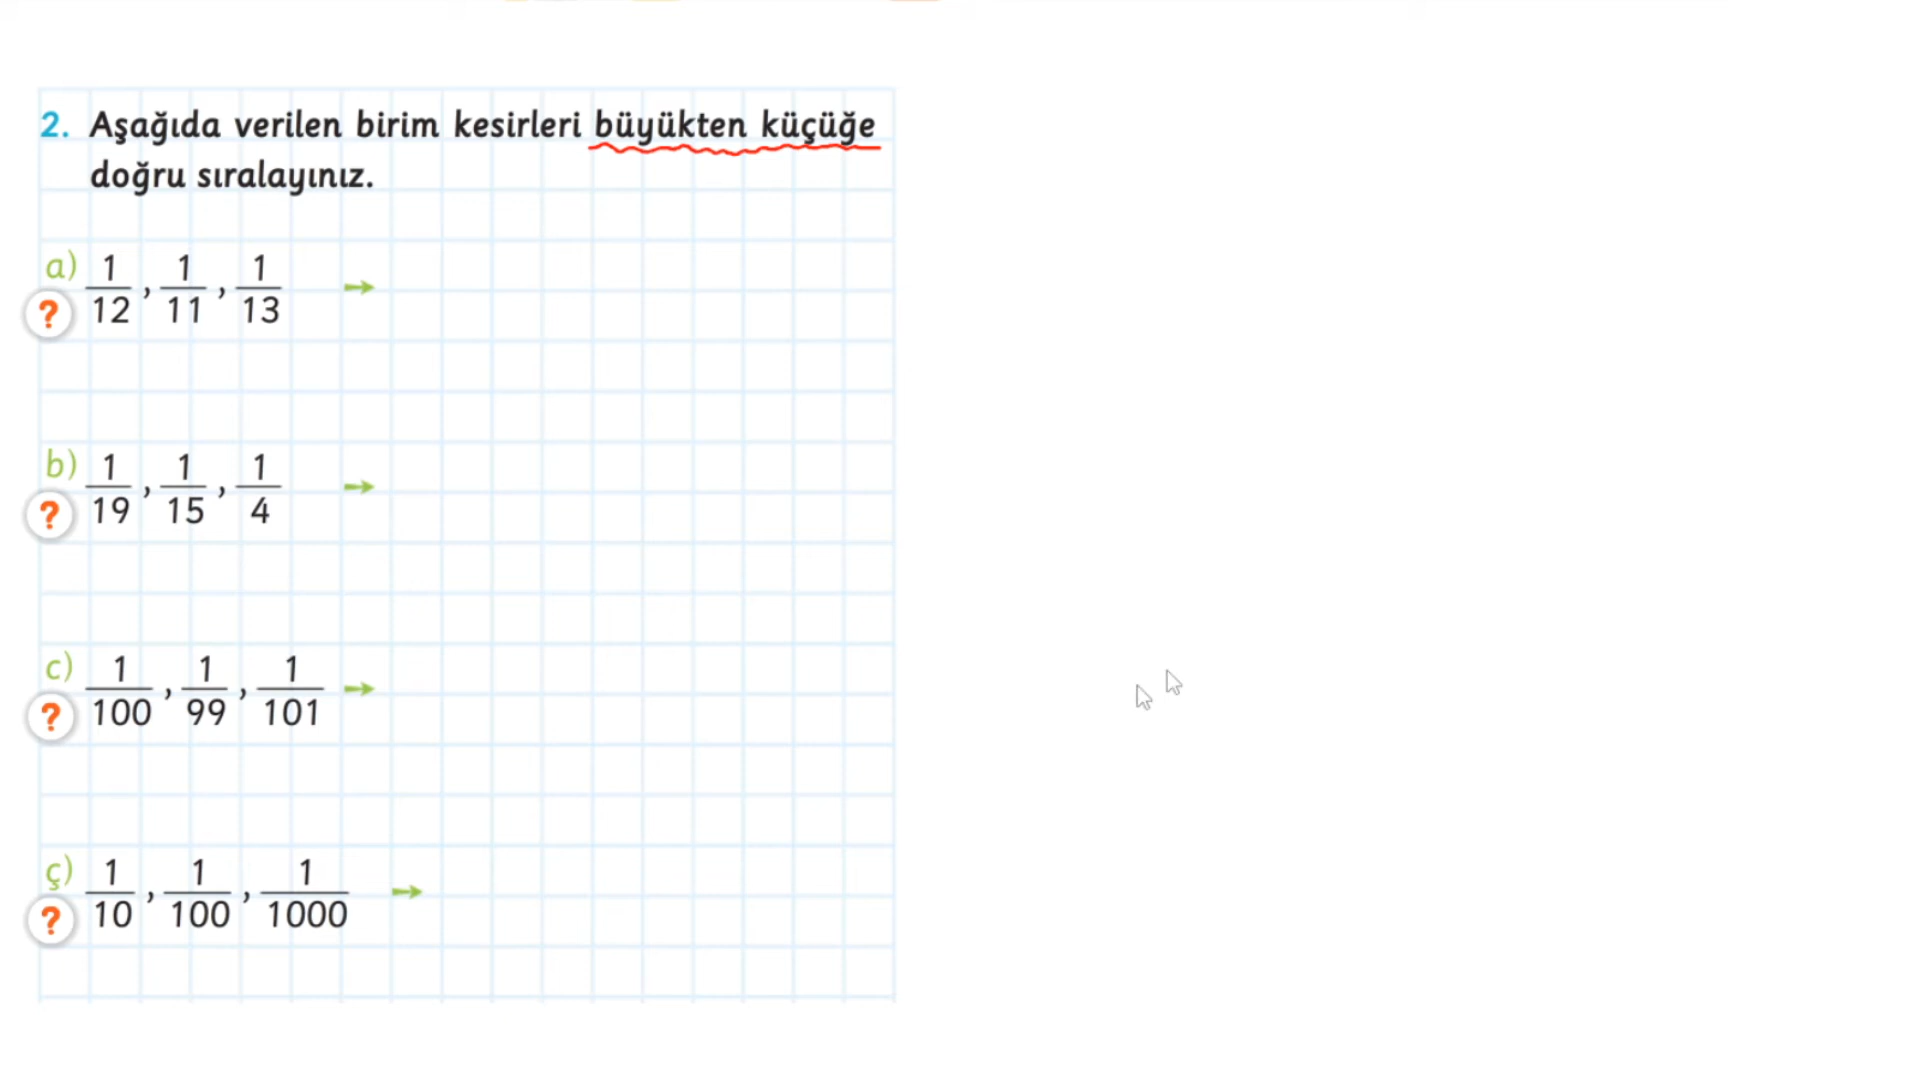 2. Aşağıda verilen birim kesirleri büyükten küçüğe
doğru sıralayınız.
a) 1/12 , 1/11 , 1/13 →
?
b) 1/19 , 1/15 , 1/4 →
?
c) 1/100 , 1/99 , 1/101 →
?
ç) 1/10 , 1/100 , 1/1000 →
?